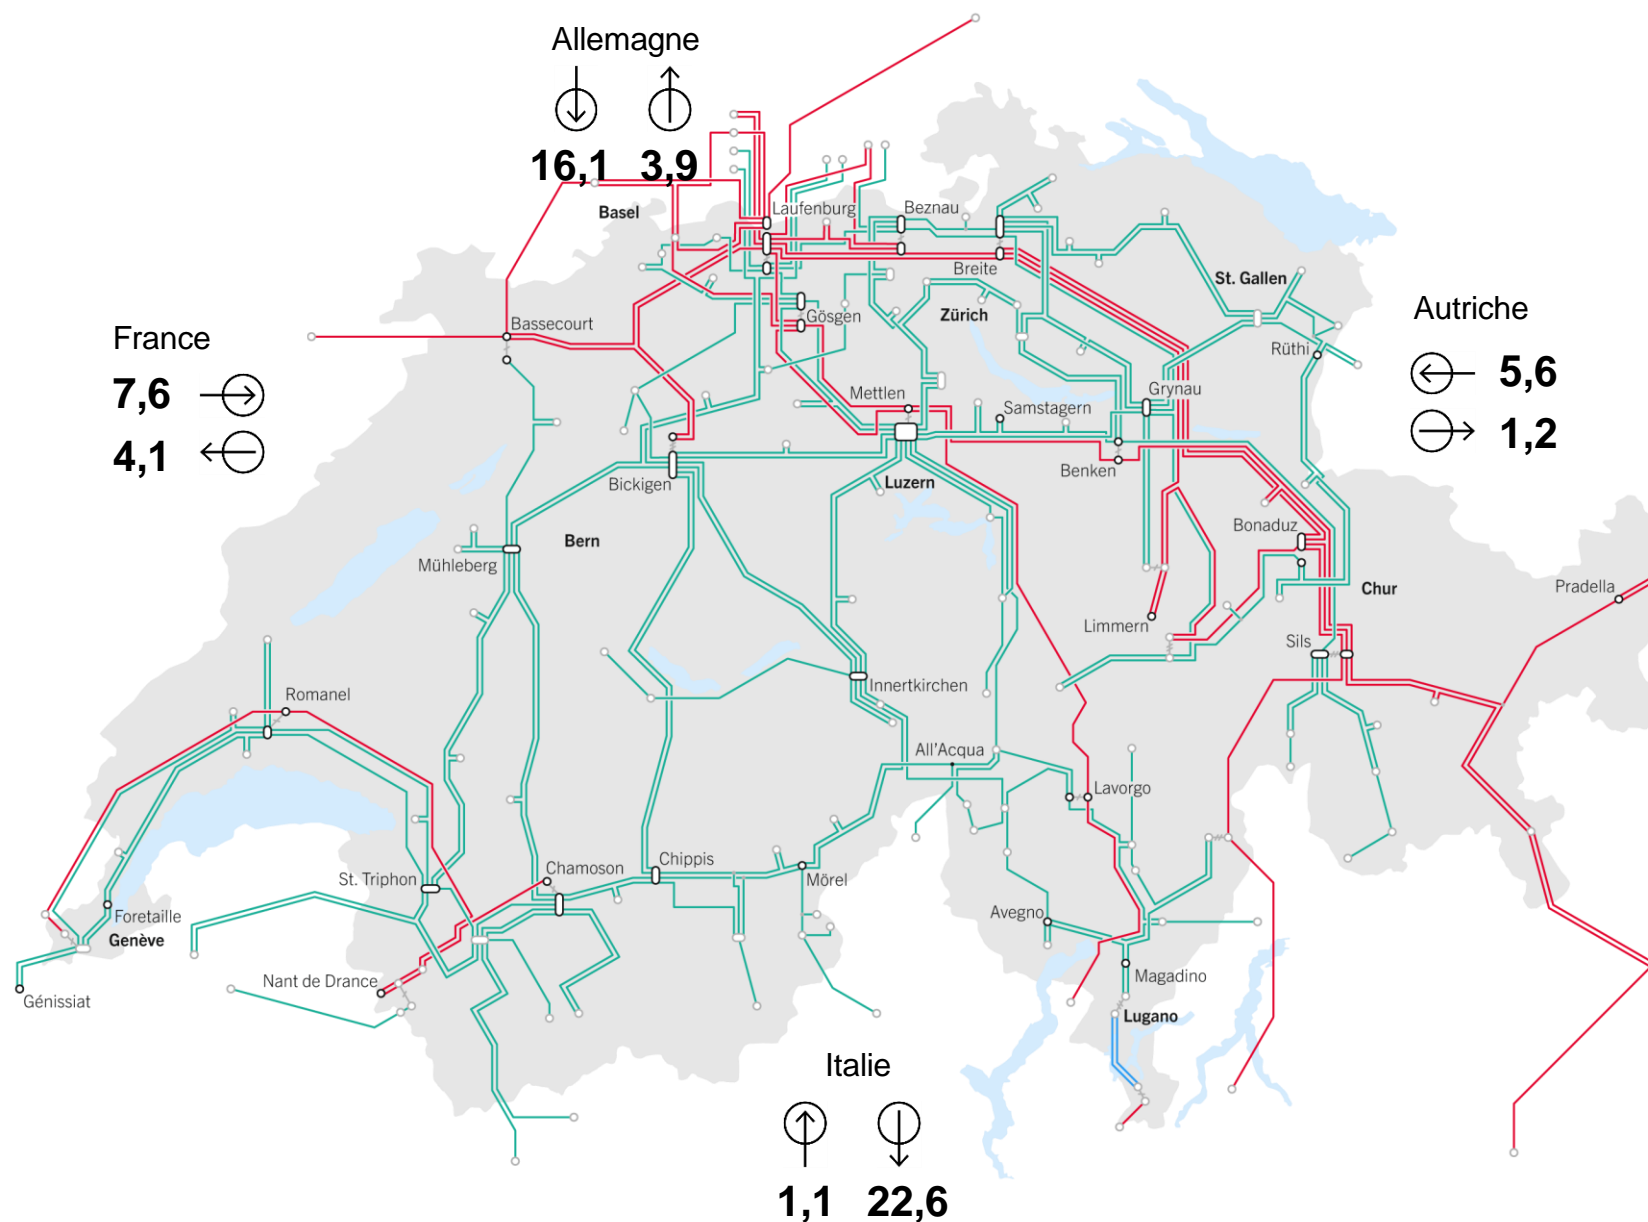 Allemagne
16,1 3,9
Basel
Laufenburg
Beznau
Breite
St. Gallen
Autriche
France
Bassecourt
Gösgen
Zürich
Rüthi
5,6
7,6
Mettlen
Samstagern
Grynau
1,2
4,1
Bickigen
Luzern
Benken
Bern
Bonaduz
Mühleberg
Chur
Pradella
Limmern
Sils
Romanel
Innertkirchen
All'Acqua
Lavorgo
St. Triphon
Chamoson
Chippis
Mörel
Foretaille
Avegno
Genève
Nant de Drance
Magadino
Génissiat
Lugano
Italie
1,1 22,6